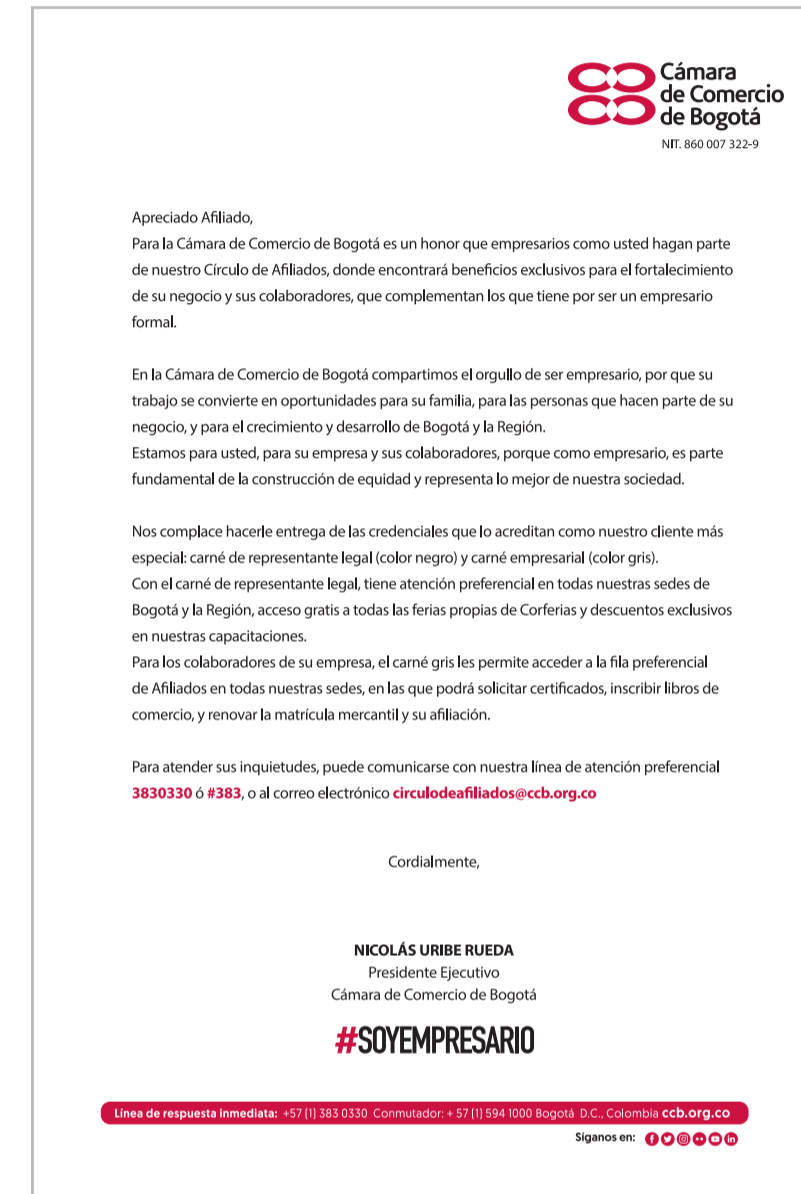 Cámara
de Comercio
de Bogotá
NIT. 860 007 322-9
Apreciado Afiliado,
Para la Cámara de Comercio de Bogotá es un honor que empresarios como usted hagan parte
de nuestro Círculo de Afiliados, donde encontrará beneficios exclusivos para el fortalecimiento
de su negocio y sus colaboradores, que complementan los que tiene por ser un empresario
formal.
En la Cámara de Comercio de Bogotá compartimos el orgullo de ser empresario, por que su
trabajo se convierte en oportunidades para su familia, para las personas que hacen parte de su
negocio, y para el crecimiento y desarrollo de Bogotá y la Región.
Estamos para usted, para su empresa y sus colaboradores, porque como empresario, es parte
fundamental de la construcción de equidad y representa lo mejor de nuestra sociedad.
Nos complace hacerle entrega de las credenciales que lo acreditan como nuestro cliente más
especial: carné de representante legal (color negro) y carné empresarial (color gris).
Con el carné de representante legal, tiene atención preferencial en todas nuestras sedes de
Bogotá y la Región, acceso gratis a todas las ferias propias de Corferias y descuentos exclusivos
en nuestras capacitaciones.
Para los colaboradores de su empresa, el carné gris les permite acceder a la fila preferencial
de Afiliados en todas nuestras sedes, en las que podrá solicitar certificados, inscribir libros de
comercio, y renovar la matrícula mercantil y su afiliación.
Para atender sus inquietudes, puede comunicarse con nuestra línea de atención preferencial
3830330 ó #383, o al correo electrónico circulodeafiliados@ccb.org.co
Cordialmente,
NICOLÁS URIBE RUEDA
Presidente Ejecutivo
Cámara de Comercio de Bogotá
#SOYEMPRESARIO
Línea de respuesta inmediata: +57 (1) 383 0330 Conmutador: + 57 (1) 594 1000 Bogotá D.C., Colombia ccb.org.co
Síganos en: